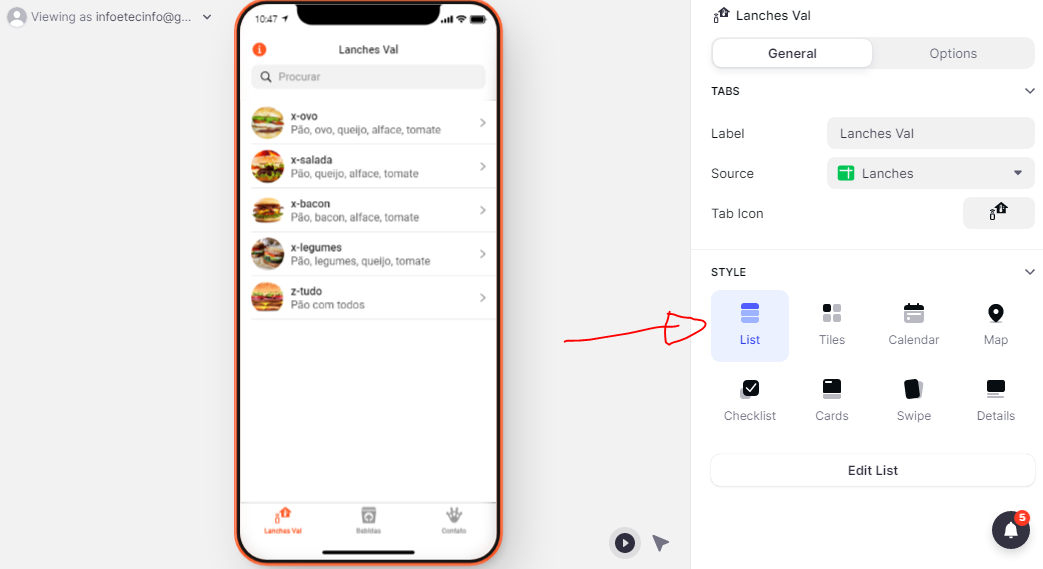 Viewing as infoetecinfo@g...
10:47
Lanches Val
Procurar
x-ovo
Pão, ovo, queijo, alface, tomate
x-salada
Pão, queijo, alface, tomate
x-bacon
Pão, bacon, alface, tomate
x-legumes
Pão, legumes, queijo, tomate
z-tudo
Pão com todos
Lanches Val Bebidas Contato
Lanches Val
General Options
TABS
Label Lanches Val
Source Lanches
Tab Icon
STYLE
List Tiles Calendar Map
Checklist Cards Swipe Details
Edit List
5